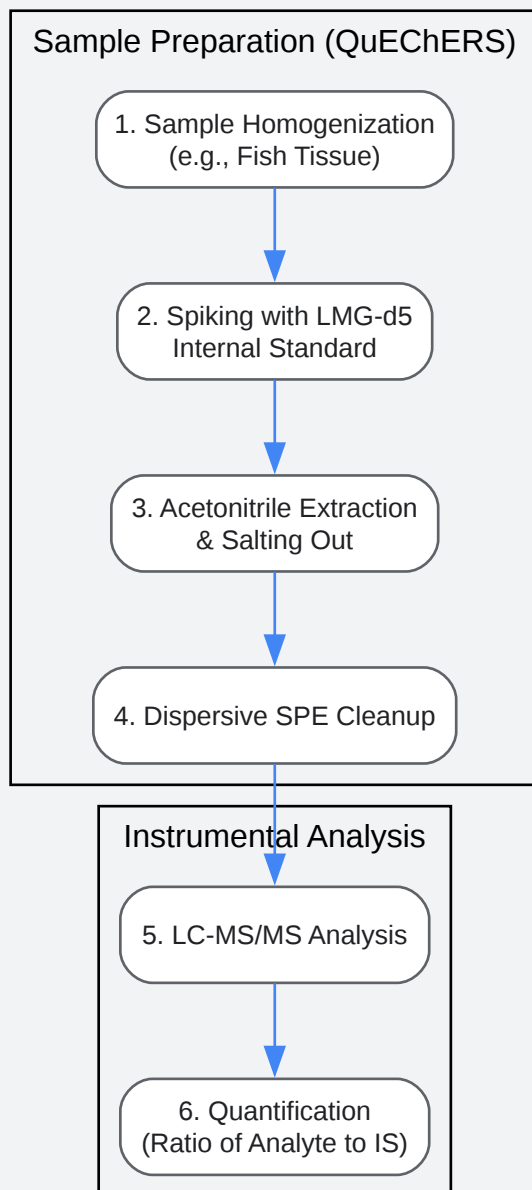 Sample Preparation (QuEChERS)
1. Sample Homogenization
(e.g., Fish Tissue)
2. Spiking with LMG-d5
Internal Standard
3. Acetonitrile Extraction
& Salting Out
4. Dispersive SPE Cleanup
Instrumental Analysis
5. LC-MS/MS Analysis
6. Quantification
(Ratio of Analyte to IS)